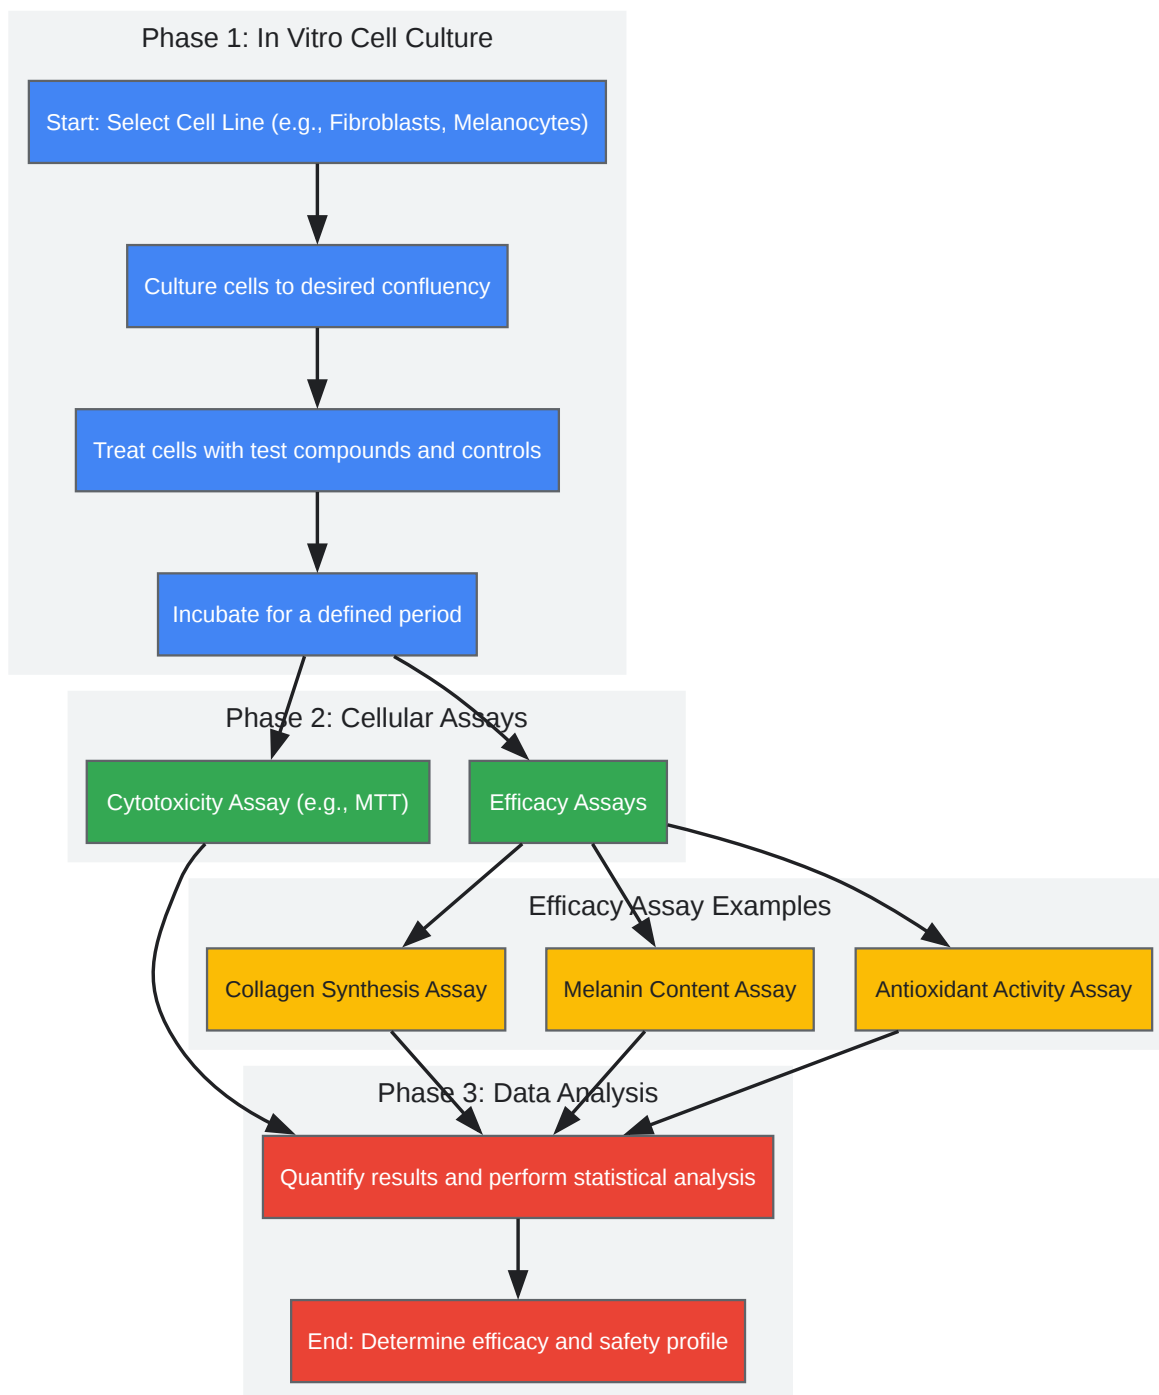 Phase 1: In Vitro Cell Culture
Start: Select Cell Line (e.g., Fibroblasts, Melanocytes)
Culture cells to desired confluency
Treat cells with test compounds and controls
Incubate for a defined period
Phase 2: Cellular Assays
Cytotoxicity Assay (e.g., MTT)
Efficacy Assays
Efficacy Assay Examples
Collagen Synthesis Assay
Melanin Content Assay
Antioxidant Activity Assay
Phase 3: Data Analysis
Quantify results and perform statistical analysis
End: Determine efficacy and safety profile